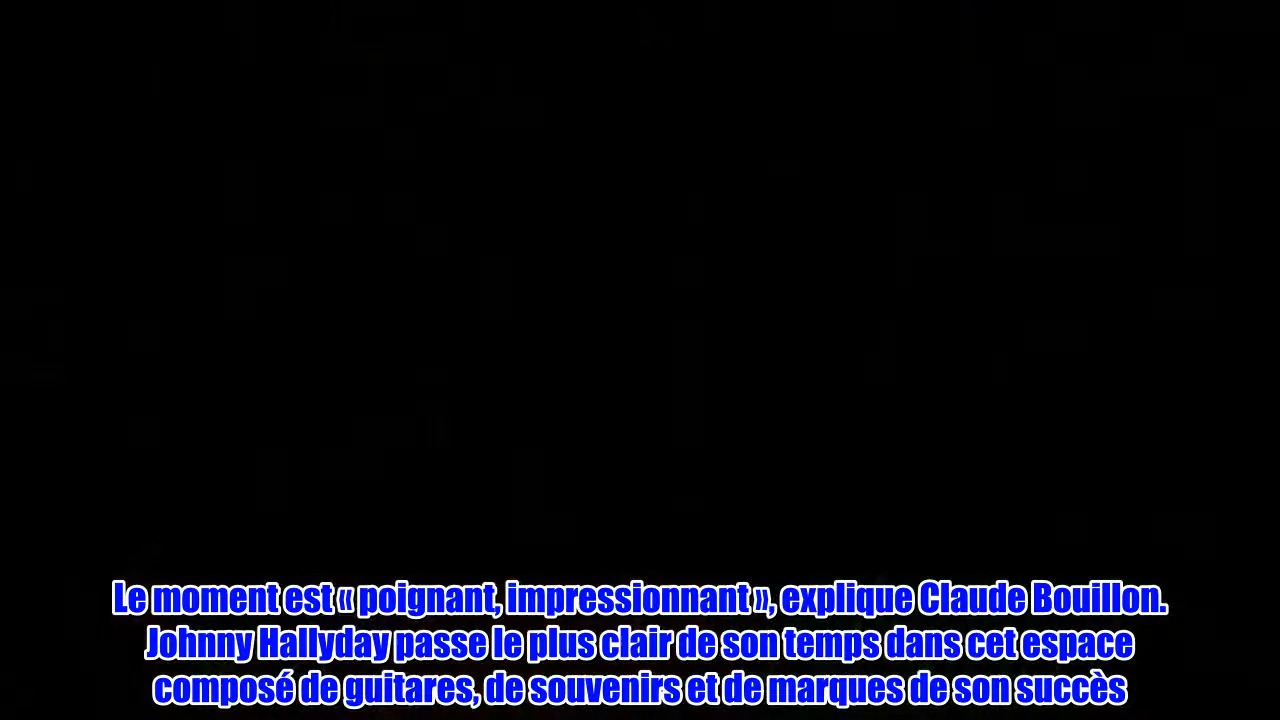 Le moment est « poignant, impressionnant », explique Claude Bouillon.
Johnny Hallyday passe le plus clair de son temps dans cet espace
composé de guitares, de souvenirs et de marques de son succès